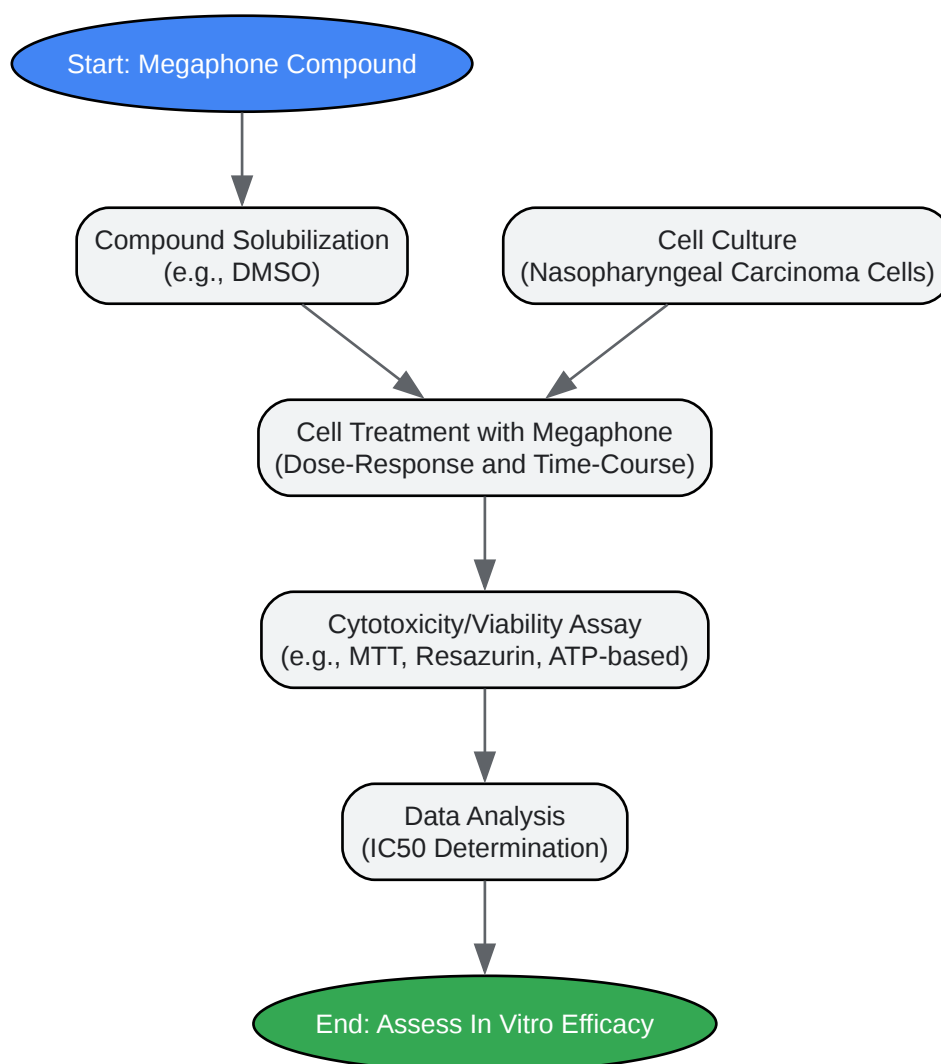 Start: Megaphone Compound
Compound Solubilization
(e.g., DMSO)
Cell Culture
(Nasopharyngeal Carcinoma Cells)
Cell Treatment with Megaphone
(Dose-Response and Time-Course)
Cytotoxicity/Viability Assay
(e.g., MTT, Resazurin, ATP-based)
Data Analysis
(IC50 Determination)
End: Assess In Vitro Efficacy